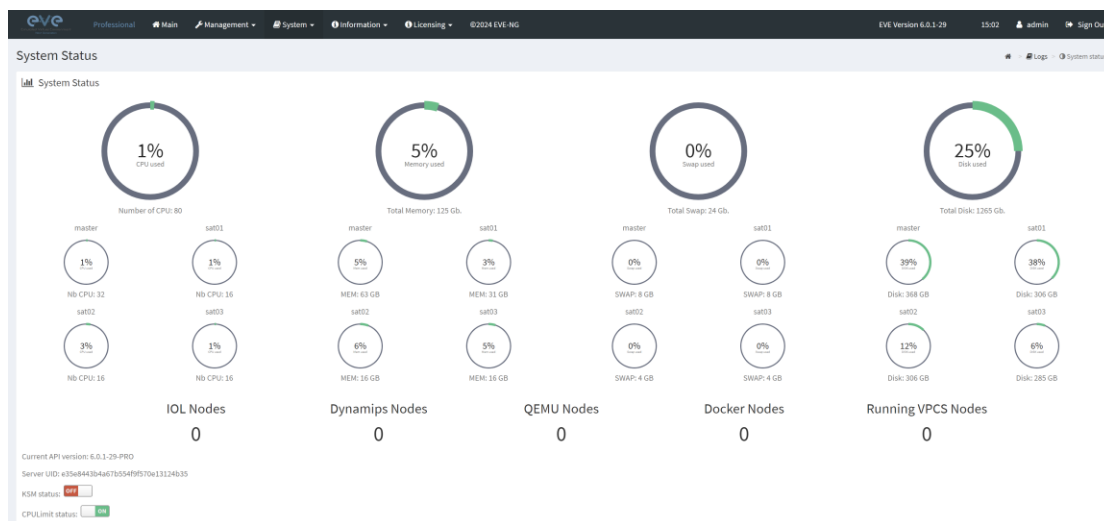 eve Professional Main Management System Information Licensing ©2024 EVE-NG EVE Version 6.0.1-29 15:02 admin Sign Ou
System Status Logs System statu
System Status
1% 5% 0% 25%
CPU used Memory used Swap used Disk used
Number of CPU: 80 Total Memory: 125 Gb. Total Swap: 24 Gb. Total Disk: 1265 Gb.
master sat01 master sat01 master sat01 master sat01
1% 1% 5% 3% 0% 0% 39% 38%
Nb CPU: 32 Nb CPU: 16 MEM: 63 GB MEM: 31 GB SWAP: 8 GB SWAP: 8 GB Disk: 368 GB Disk: 306 GB
sat02 sat03 sat02 sat03 sat02 sat03 sat02 sat03
3% 1% 6% 5% 0% 0% 12% 6%
Nb CPU: 16 Nb CPU: 16 MEM: 16 GB MEM: 16 GB SWAP: 4 GB SWAP: 4 GB Disk: 306 GB Disk: 285 GB
IOL Nodes Dynamips Nodes QEMU Nodes Docker Nodes Running VPCS Nodes
0 0 0 0 0
Current API version: 6.0.1-29-PRO
Server UID: e35e8443b4a67b554f9f570e13124b35
KSM status: OFF
CPULimit status: ON